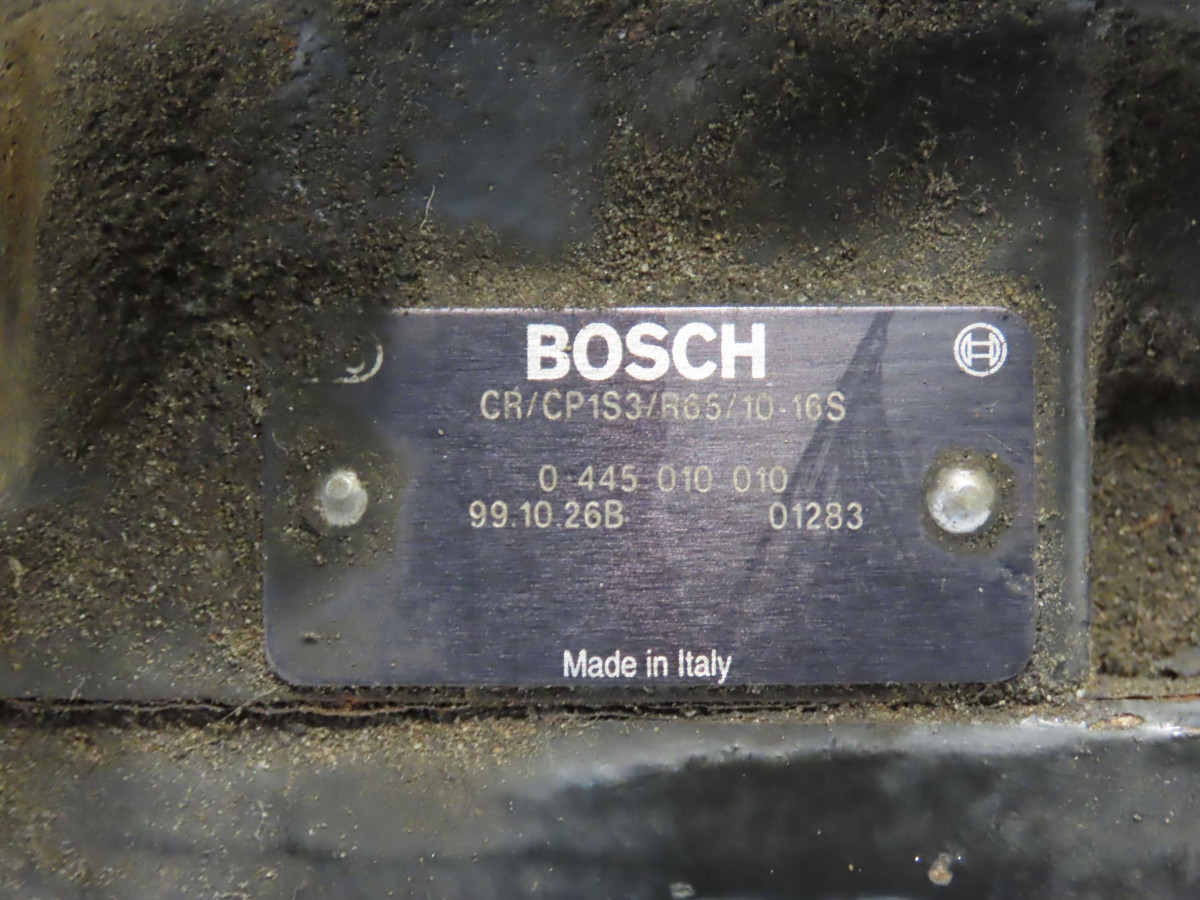 BOSCH
CR/CP1S3/R65/10-16S
0 445 010 010
99.10.26B 01283
Made in Italy